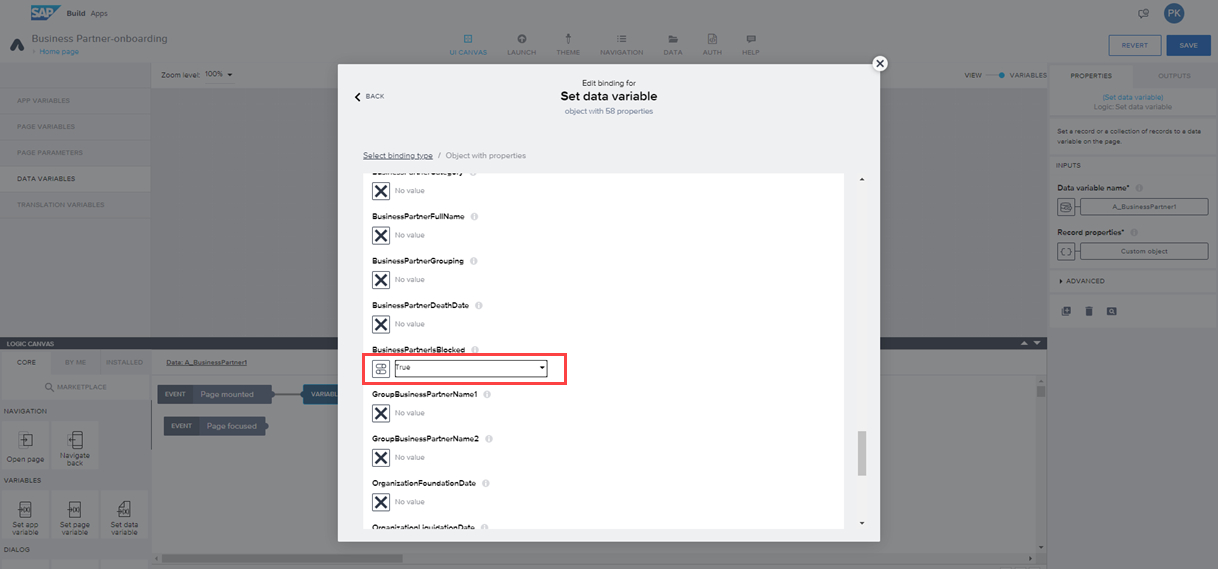 SAP Build Apps
PK
Business Partner-onboarding
Home page
UI CANVAS
LAUNCH
THEME
NAVIGATION
DATA
AUTH
HELP
REVERT
SAVE
Zoom level: 100%
VIEW
VARIABLES
APP VARIABLES
PAGE VARIABLES
PAGE PARAMETERS
DATA VARIABLES
TRANSLATION VARIABLES
BACK
Edit binding for
Set data variable
object with 58 properties
Select binding type / Object with properties
BusinessPartnerCategory
No value
BusinessPartnerFullName
No value
BusinessPartnerGrouping
No value
BusinessPartnerDeathDate
No value
BusinessPartnerIsBlocked
True
GroupBusinessPartnerName1
No value
GroupBusinessPartnerName2
No value
OrganizationFoundationDate
No value
OrganizationLiquidationDate
PROPERTIES
OUTPUTS
(Set data variable)
Logic: Set data variable
Set a record or a collection of records to a data
variable on the page.
INPUTS
Data variable name*
A_BusinessPartner1
Record properties*
Custom object
ADVANCED
LOGIC CANVAS
CORE
BY ME
INSTALLED
MARKETPLACE
NAVIGATION
Open page
Navigate
back
VARIABLES
Set app
variable
Set page
variable
Set data
variable
DIALOG
Data: A_BusinessPartner1
EVENT Page mounted
VARIABL
EVENT Page focused